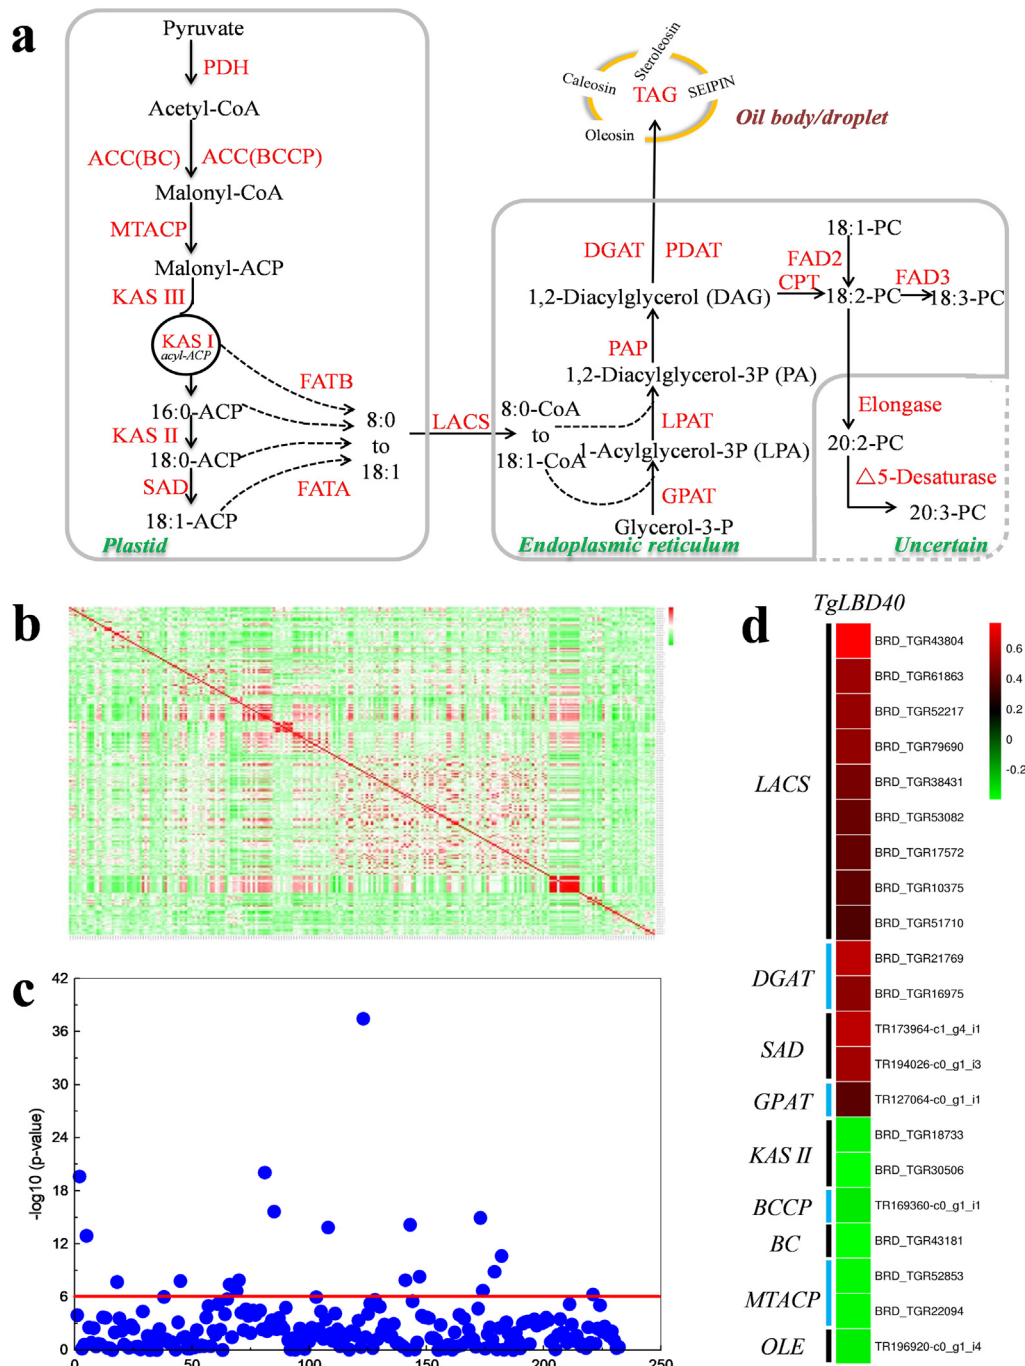 a
Pyruvate
PDH
Acetyl-CoA
ACC(BC) ACC(BCCP)
Malonyl-CoA
MTACP
Malonyl-ACP
KAS III
KAS I
acyl-ACP
FATB
16:0-ACP
KAS II
18:0-ACP
SAD
18:1-ACP
FATA
8:0
to
18:1
Plastid
LACS
Caleosin
Steroleosin
SEIPIN
TAG
Oleosin
Oil body/droplet
DGAT PDAT
1,2-Diacylglycerol (DAG)
PAP
1,2-Diacylglycerol-3P (PA)
8:0-CoA
to
18:1-CoA
LPAT
1-Acylglycerol-3P (LPA)
GPAT
Glycerol-3-P
Endoplasmic reticulum
18:1-PC
FAD2
CPT
18:2-PC
FAD3
18:3-PC
Elongase
20:2-PC
△5-Desaturase
20:3-PC
Uncertain
b
c
-log10 (p-value)
42
36
30
24
18
12
6
0
0 50 100 150 200 250
d
TgLBD40
LACS
BRD_TGR43804
BRD_TGR61863
BRD_TGR52217
BRD_TGR79690
BRD_TGR38431
BRD_TGR53082
BRD_TGR17572
BRD_TGR10375
BRD_TGR51710
DGAT
BRD_TGR21769
BRD_TGR16975
SAD
TR173964-c1_g4_i1
TR194026-c0_g1_i3
GPAT
TR127064-c0_g1_i1
KAS II
BRD_TGR18733
BRD_TGR30506
BCCP
TR169360-c0_g1_i1
BC
BRD_TGR43181
MTACP
BRD_TGR52853
BRD_TGR22094
OLE
TR196920-c0_g1_i4
0.6
0.4
0.2
0
-0.2